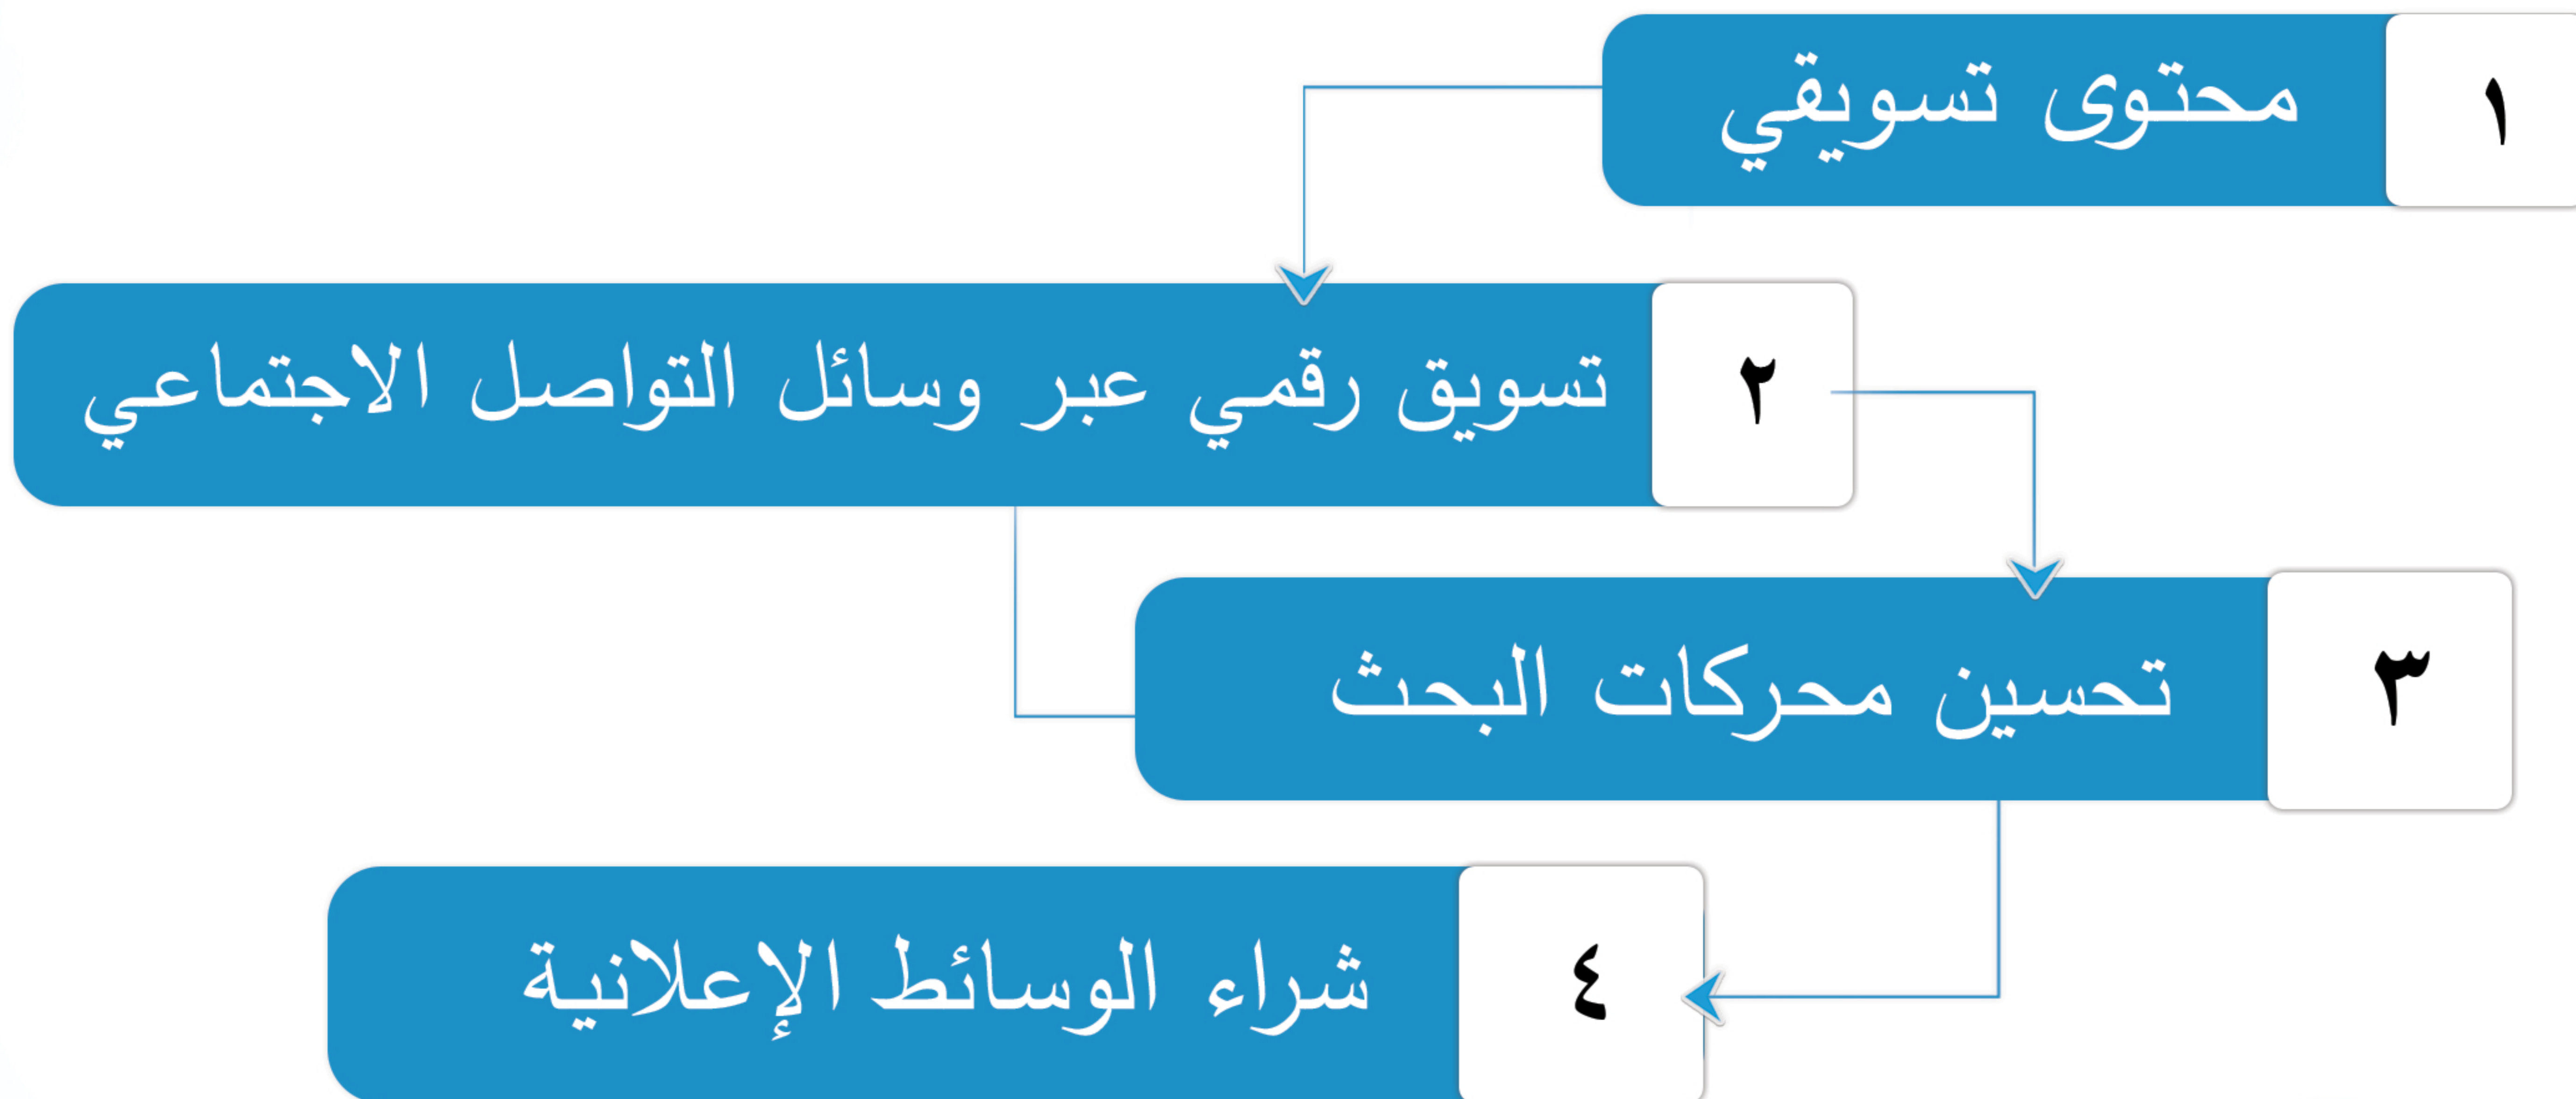 ١ محتوى تسويقي
٢ تسويق رقمي عبر وسائل التواصل الاجتماعي
٣ تحسين محركات البحث
٤ شراء الوسائط الإعلانية